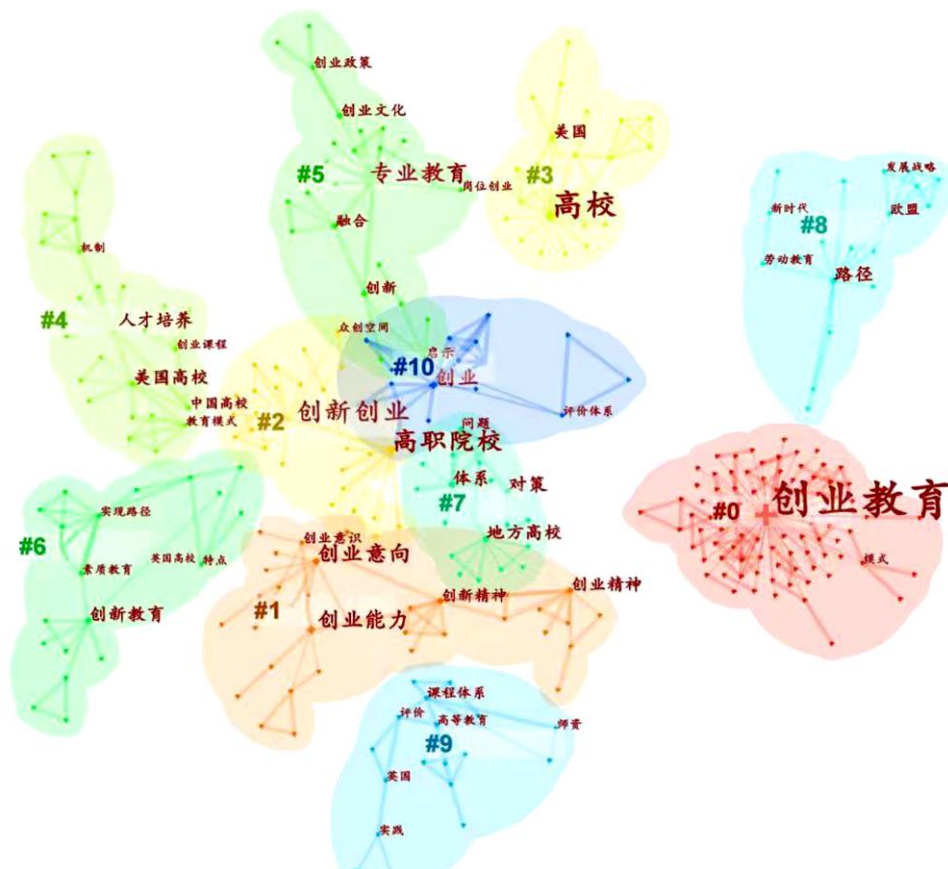 创业政策
创业文化
#5
专业教育
岗位创业
融合
创新
美国
#3
高校
发展战略
新时代
欧盟
#8
劳动教育
路径
机制
#4
人才培养
创业课程
美国高校
中国高校
教育模式
众创空间
启示
#10
创业
评价体系
#2
创新创业
问题
高职院校
体系
对策
#7
地方高校
#0
创业教育
模式
实现路径
#6
英国高校
特点
素质教育
创新教育
创业意识
创业意向
#1
创新精神
创业精神
创业能力
课程体系
评价
高等教育
师资
#9
英国
实践